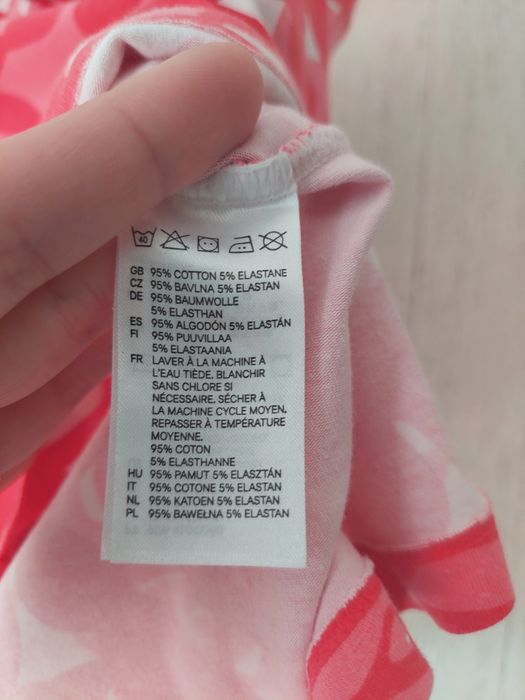 40
GB 95% COTTON 5% ELASTANE
CZ 95% BAVLNA 5% ELASTAN
DE 95% BAUMWOLLE
5% ELASTHAN
ES 95% ALGODÓN 5% ELASTÁN
FI 95% PUUVILLAA
5% ELASTAANIA
FR LAVER À LA MACHINE À
L'EAU TIÈDE. BLANCHIR
SANS CHLORE SI
NÉCESSAIRE. SÉCHER À
LA MACHINE CYCLE MOYEN.
REPASSER À TEMPÉRATURE
MOYENNE.
95% COTON
5% ELASTHANNE
HU 95% PAMUT 5% ELASZTÁN
IT 95% COTONE 5% ELASTAN
NL 95% KATOEN 5% ELASTAN
PL 95% BAWEŁNA 5% ELASTAN